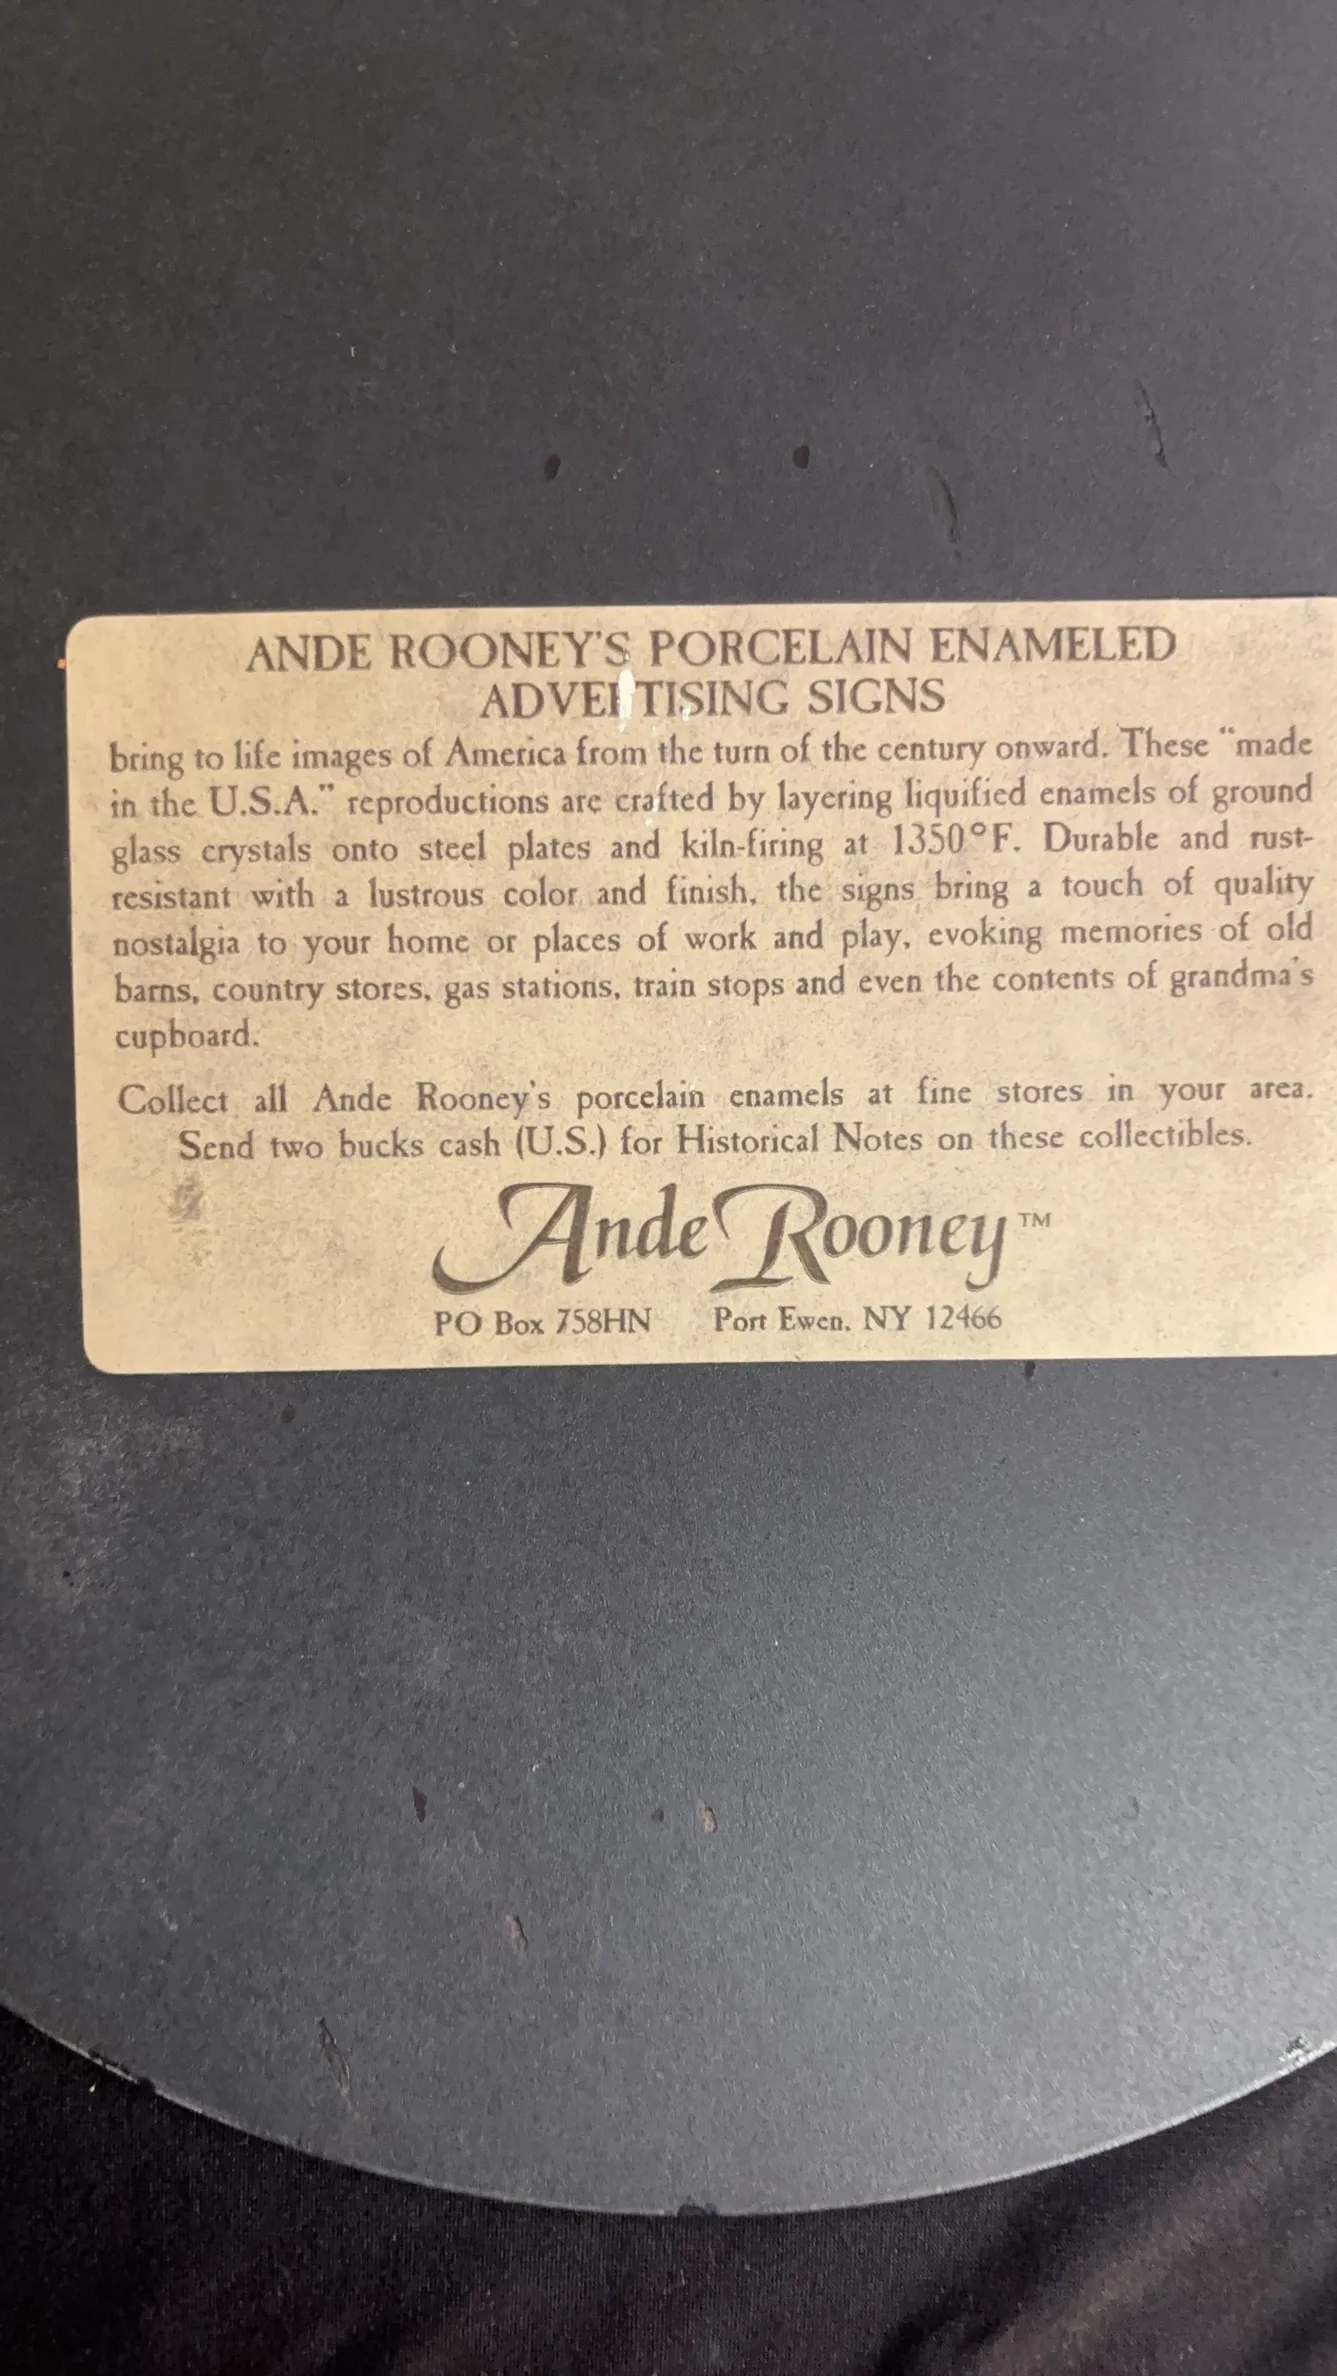 ANDE ROONEY'S PORCELAIN ENAMELED
ADVERTISING SIGNS
bring to life images of America from the turn of the century onward. These "made
in the U.S.A." reproductions are crafted by layering liquified enamels of ground
glass crystals onto steel plates and kiln-firing at 1350°F. Durable and rust-
resistant with a lustrous color and finish, the signs bring a touch of quality
nostalgia to your home or places of work and play, evoking memories of old
barns, country stores, gas stations, train stops and even the contents of grandma's
cupboard.
Collect all Ande Rooney's porcelain enamels at fine stores in your area.
Send two bucks cash (U.S.) for Historical Notes on these collectibles.
Ande Rooney™
PO Box 758HN Port Ewen, NY 12466